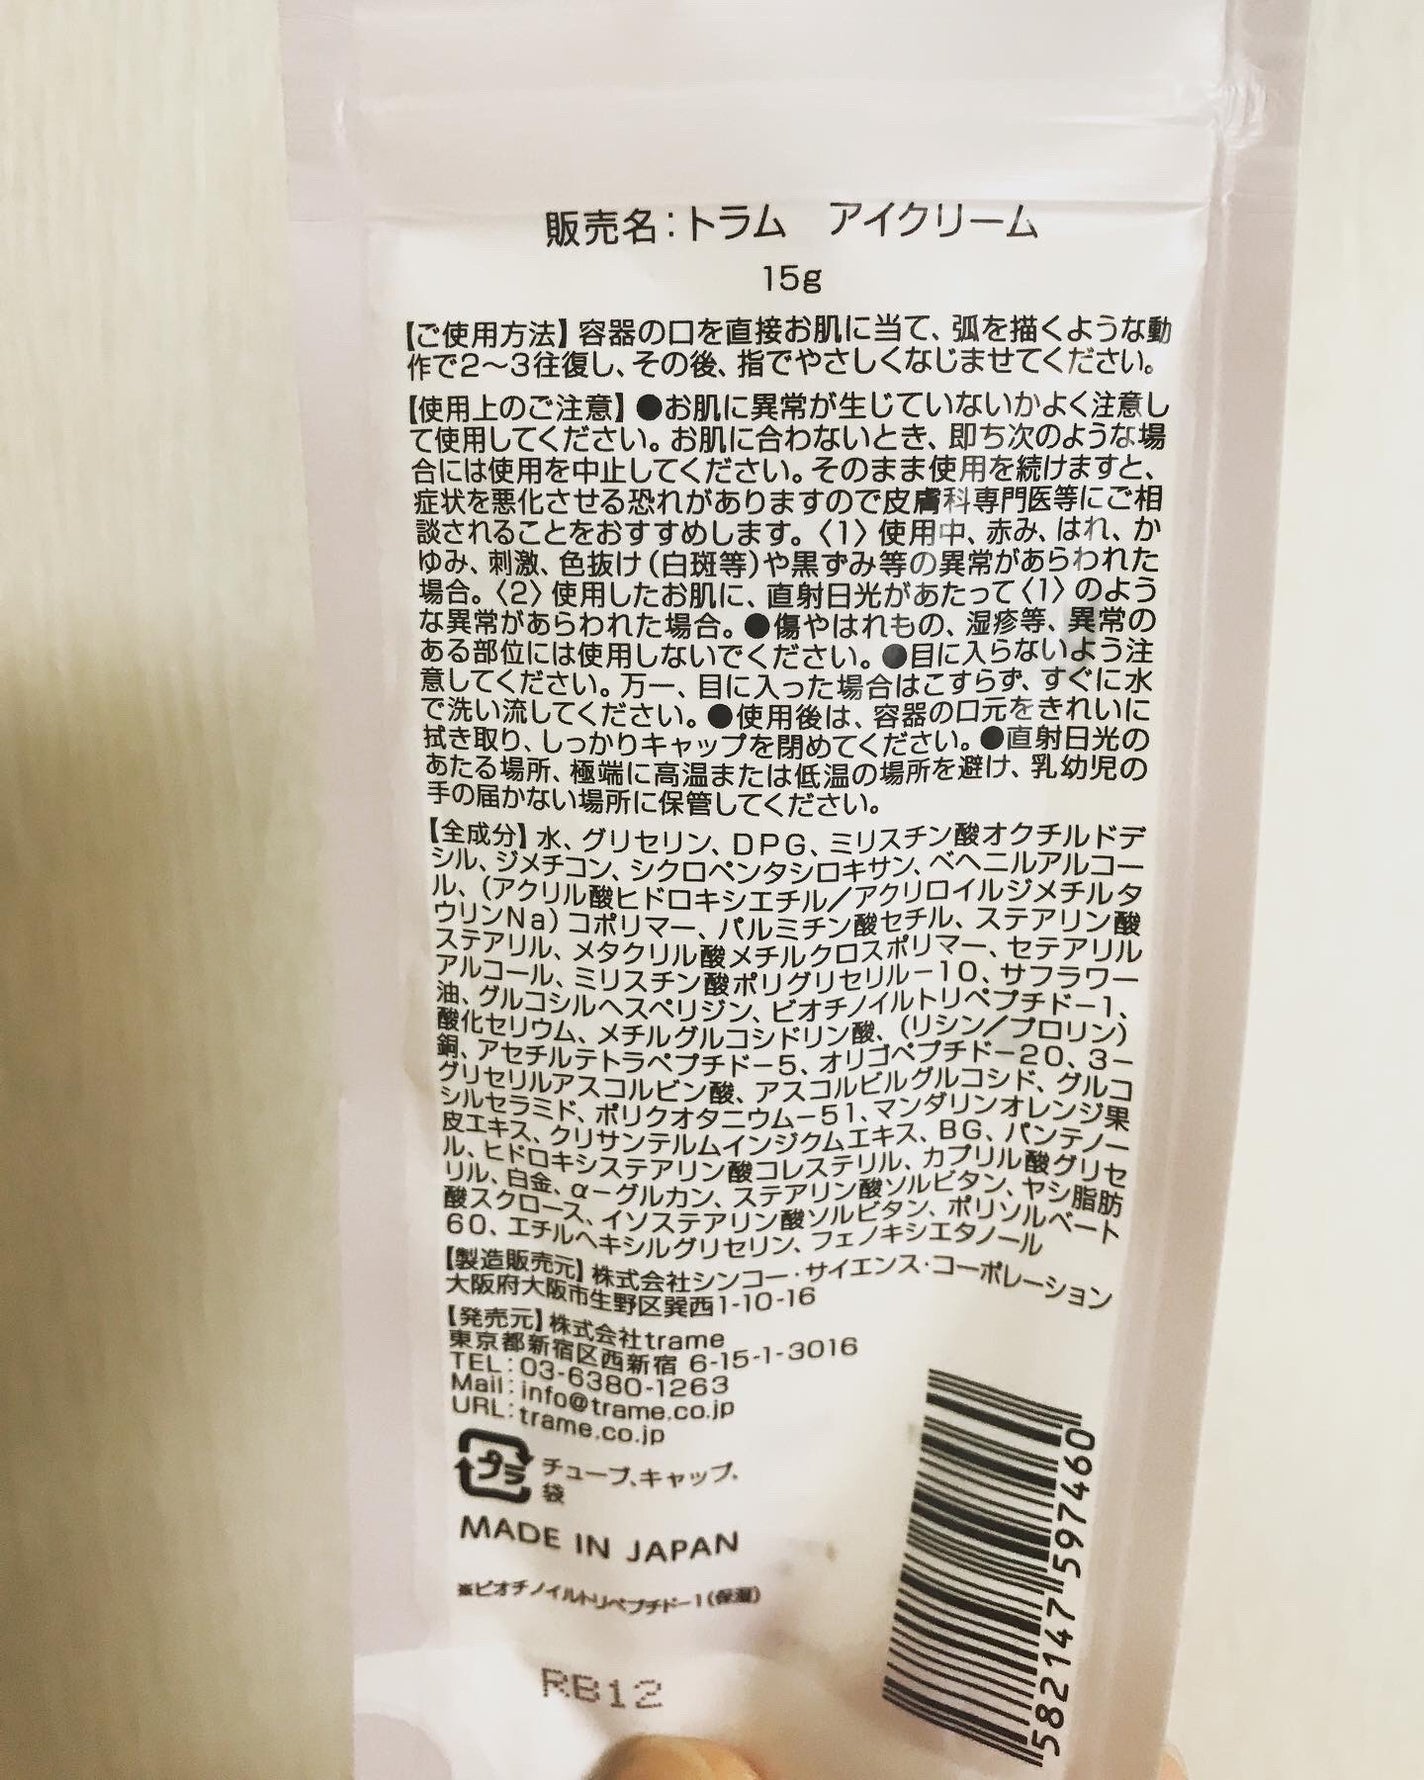 販売名：トラム　アイクリーム
15g
【ご使用方法】容器の口を直接お肌に当て、弧を描くような動
作で2〜3往復し、その後、指でやさしくなじませてください。
【使用上のご注意】●お肌に異常が生じていないかよく注意し
て使用してください。お肌に合わないとき、即ち次のような場
合には使用を中止してください。そのまま使用を続けますと、
症状を悪化させる恐れがありますので皮膚科専門医等にご相
談されることをおすすめします。〈1〉使用中、赤み、はれ、か
ゆみ、刺激、色抜け（白斑等）や黒ずみ等の異常があらわれた
場合。〈2〉使用したお肌に、直射日光があたって〈1〉のよう
な異常があらわれた場合。●傷やはれもの、湿疹等、異常の
ある部位には使用しないでください。●目に入らないよう注
意してください。万一、目に入った場合はこすらず、すぐに水
で洗い流してください。●使用後は、容器の口元をきれいに
拭き取り、しっかりキャップを閉めてください。●直射日光の
あたる場所、極端に高温または低温の場所を避け、乳幼児の
手の届かない場所に保管してください。
【全成分】水、グリセリン、DPG、ミリスチン酸オクチルドデ
シル、ジメチコン、シクロペンタシロキサン、ベヘニルアルコー
ル、（アクリル酸ヒドロキシエチル／アクリロイルジメチルタ
ウリンNa）コポリマー、パルミチン酸セチル、ステアリン酸
ステアリル、メタクリル酸メチルクロスポリマー、セテアリル
アルコール、ミリスチン酸ポリグリセリル－10、サフラワー
油、グルコシルヘスペリジン、ビオチノイルトリペプチド－1、
酸化セリウム、メチルグルコシドリン酸、（リシン／プロリン）
銅、アセチルテトラペプチド－5、オリゴペプチド－20、3－
グリセリルアスコルビン酸、アスコルビルグルコシド、グルコ
シルセラミド、ポリクオタニウム－51、マンダリンオレンジ果
皮エキス、クリサンテルムインジクムエキス、BG、パンテノー
ル、ヒドロキシステアリン酸コレステリル、カプリル酸グリセ
リル、白金、α－グルカン、ステアリン酸ソルビタン、ヤシ脂肪
酸スクロース、イソステアリン酸ソルビタン、ポリソルベート
60、エチルヘキシルグリセリン、フェノキシエタノール
【製造販売元】株式会社シンコー・サイエンス・コーポレーション
大阪府大阪市生野区巽西1-10-16
【発売元】株式会社trame
東京都新宿区西新宿 6-15-1-3016
TEL：03-6380-1263
Mail：info@trame.co.jp
URL：trame.co.jp
プラ
チューブ、キャップ、
袋
MADE IN JAPAN
※ビオチノイルトリペプチド－1（保湿）
RB12
4582147597460